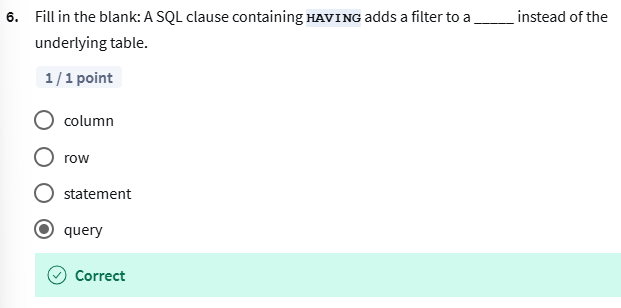 6. Fill in the blank: A SQL clause containing HAVING adds a filter to a _____ instead of the
underlying table.
1 / 1 point
column
row
statement
query
Correct